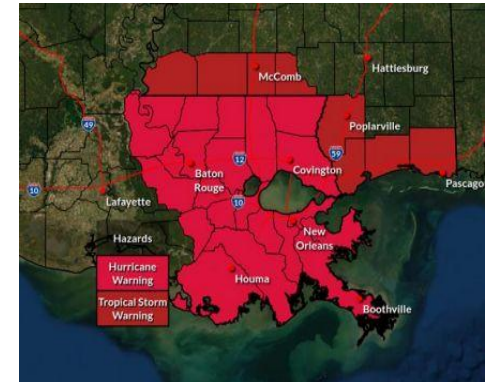 McComb
Hattiesburg
49
Poplarville
12
59
Baton
Rouge
Covington
10
Pascagou
Lafayette
10
New
Orleans
Hazards
Hurricane
Warning
Houma
Tropical Storm
Warning
Boothville